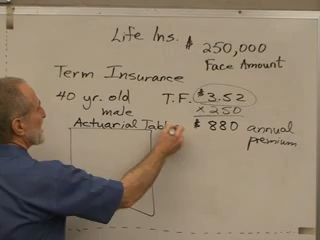 Life Ins. $ 250,000
Face Amount
Term Insurance
40 yr. old T.F. $3.52
male × 250
Actuarial Tabl $ 880 annual
premium